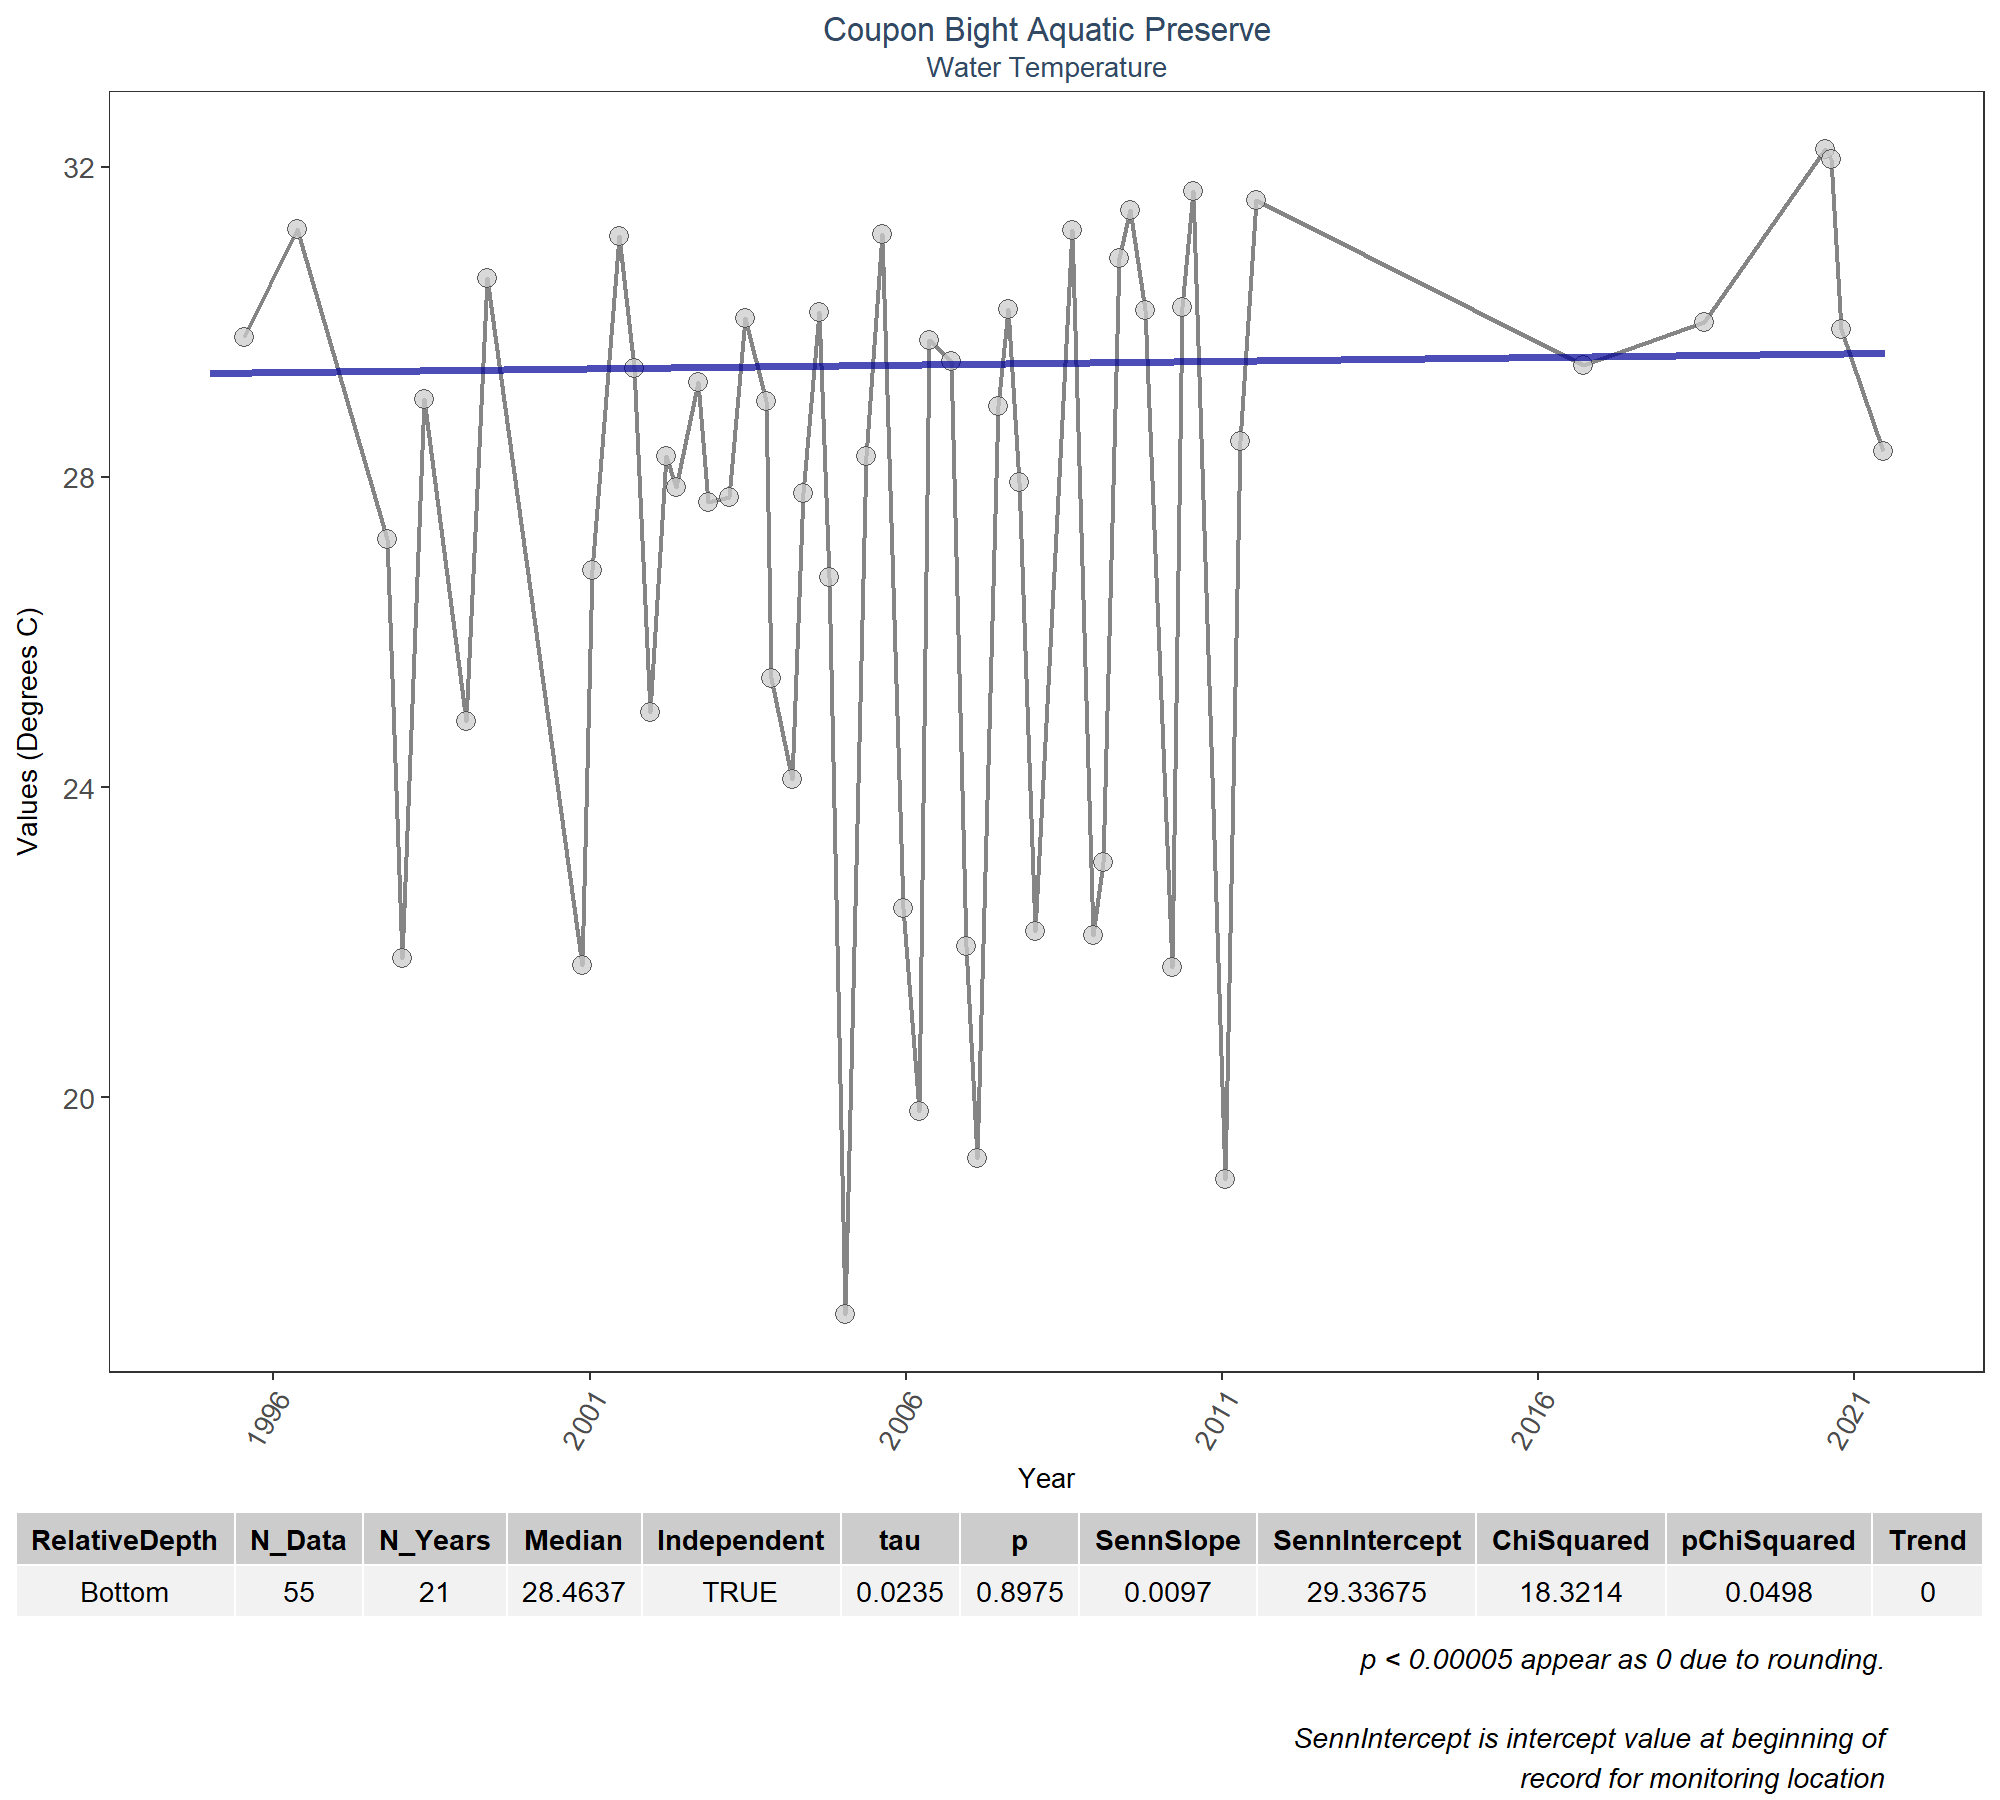 Coupon Bight Aquatic Preserve
Water Temperature
Values (Degrees C)
32
28
24
20
1996
2001
2006
2011
2016
2021
Year
RelativeDepth N_Data N_Years Median Independent tau p SennSlope SennIntercept ChiSquared pChiSquared Trend
Bottom 55 21 28.4637 TRUE 0.0235 0.8975 0.0097 29.33675 18.3214 0.0498 0
p < 0.00005 appear as 0 due to rounding.
SennIntercept is intercept value at beginning of
record for monitoring location